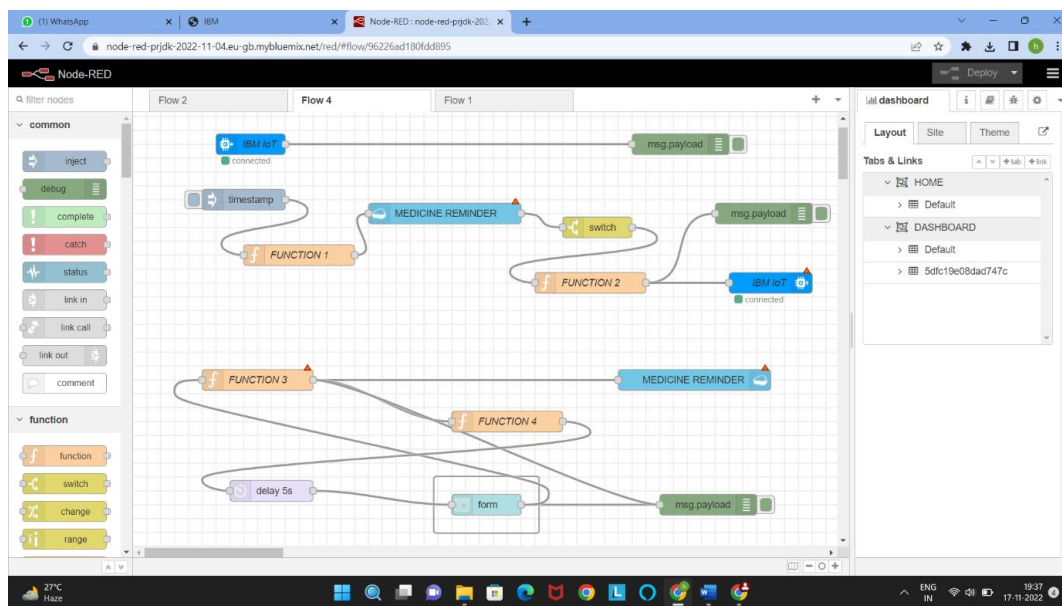 (1) WhatsApp
IBM
Node-RED : node-red-prjdk-202
node-red-prjdk-2022-11-04.eu-gb.mybluemix.net/red/#flow/96226ad180fdd895
h
Node-RED
Deploy
filter nodes
Flow 2
Flow 4
Flow 1
dashboard
common
inject
debug
complete
catch
status
link in
link call
link out
comment
function
function
switch
change
range
IBM IoT
connected
msg.payload
timestamp
MEDICINE REMINDER
FUNCTION 1
switch
msg.payload
FUNCTION 2
IBM IoT
connected
FUNCTION 3
MEDICINE REMINDER
FUNCTION 4
delay 5s
form
msg.payload
Layout
Site
Theme
Tabs & Links
+tab
+link
HOME
Default
DASHBOARD
Default
5dfc19e08dad747c
27°C
Haze
ENG
IN
19:37
17-11-2022